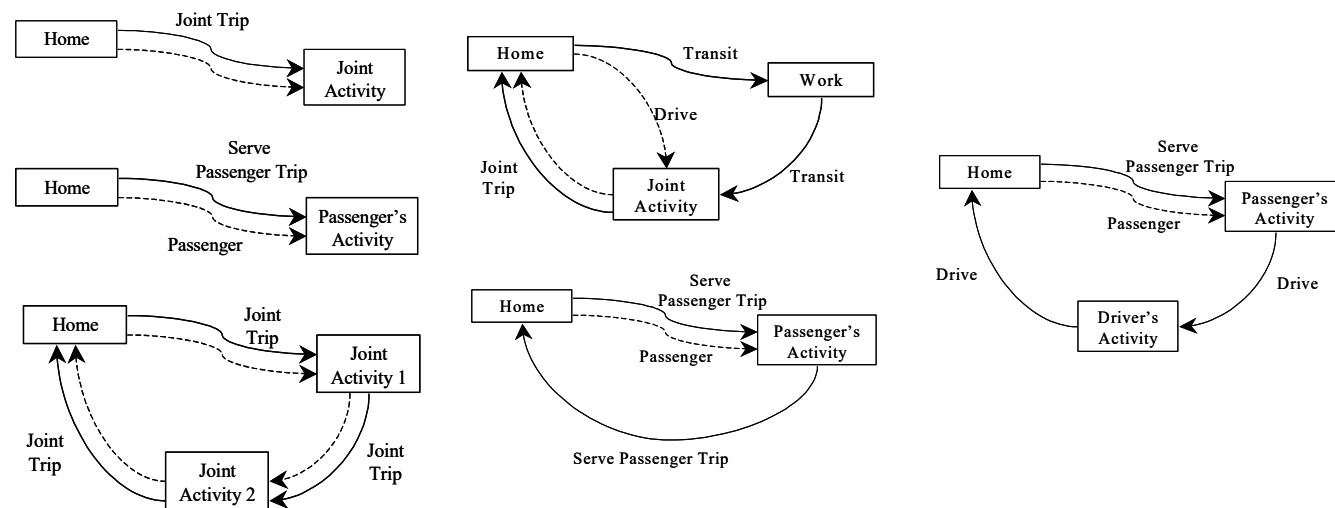 Joint Trip
Home
Joint
Activity
Serve
Passenger Trip
Home
Passenger's
Activity
Passenger
Home
Joint
Trip
Joint
Activity 1
Joint
Trip
Joint
Trip
Joint
Activity 2
Home
Transit
Work
Drive
Joint
Trip
Joint
Activity
Transit
Serve
Passenger Trip
Home
Passenger's
Activity
Passenger
Serve Passenger Trip
Serve
Passenger Trip
Home
Passenger's
Activity
Passenger
Drive
Drive
Driver's
Activity